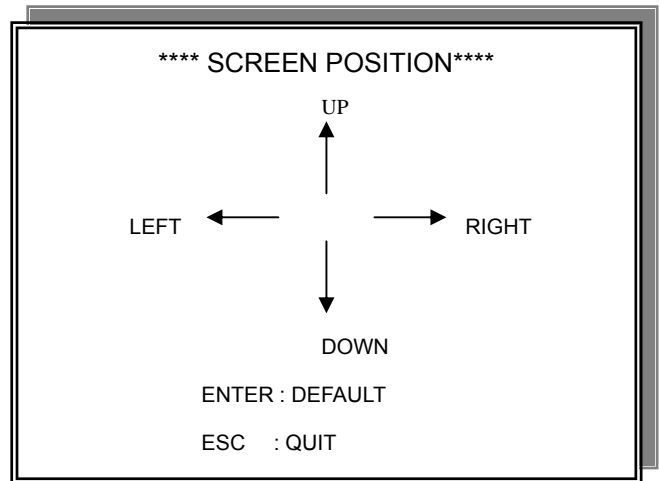 **** SCREEN POSITION****
UP
LEFT RIGHT
DOWN
ENTER : DEFAULT
ESC : QUIT